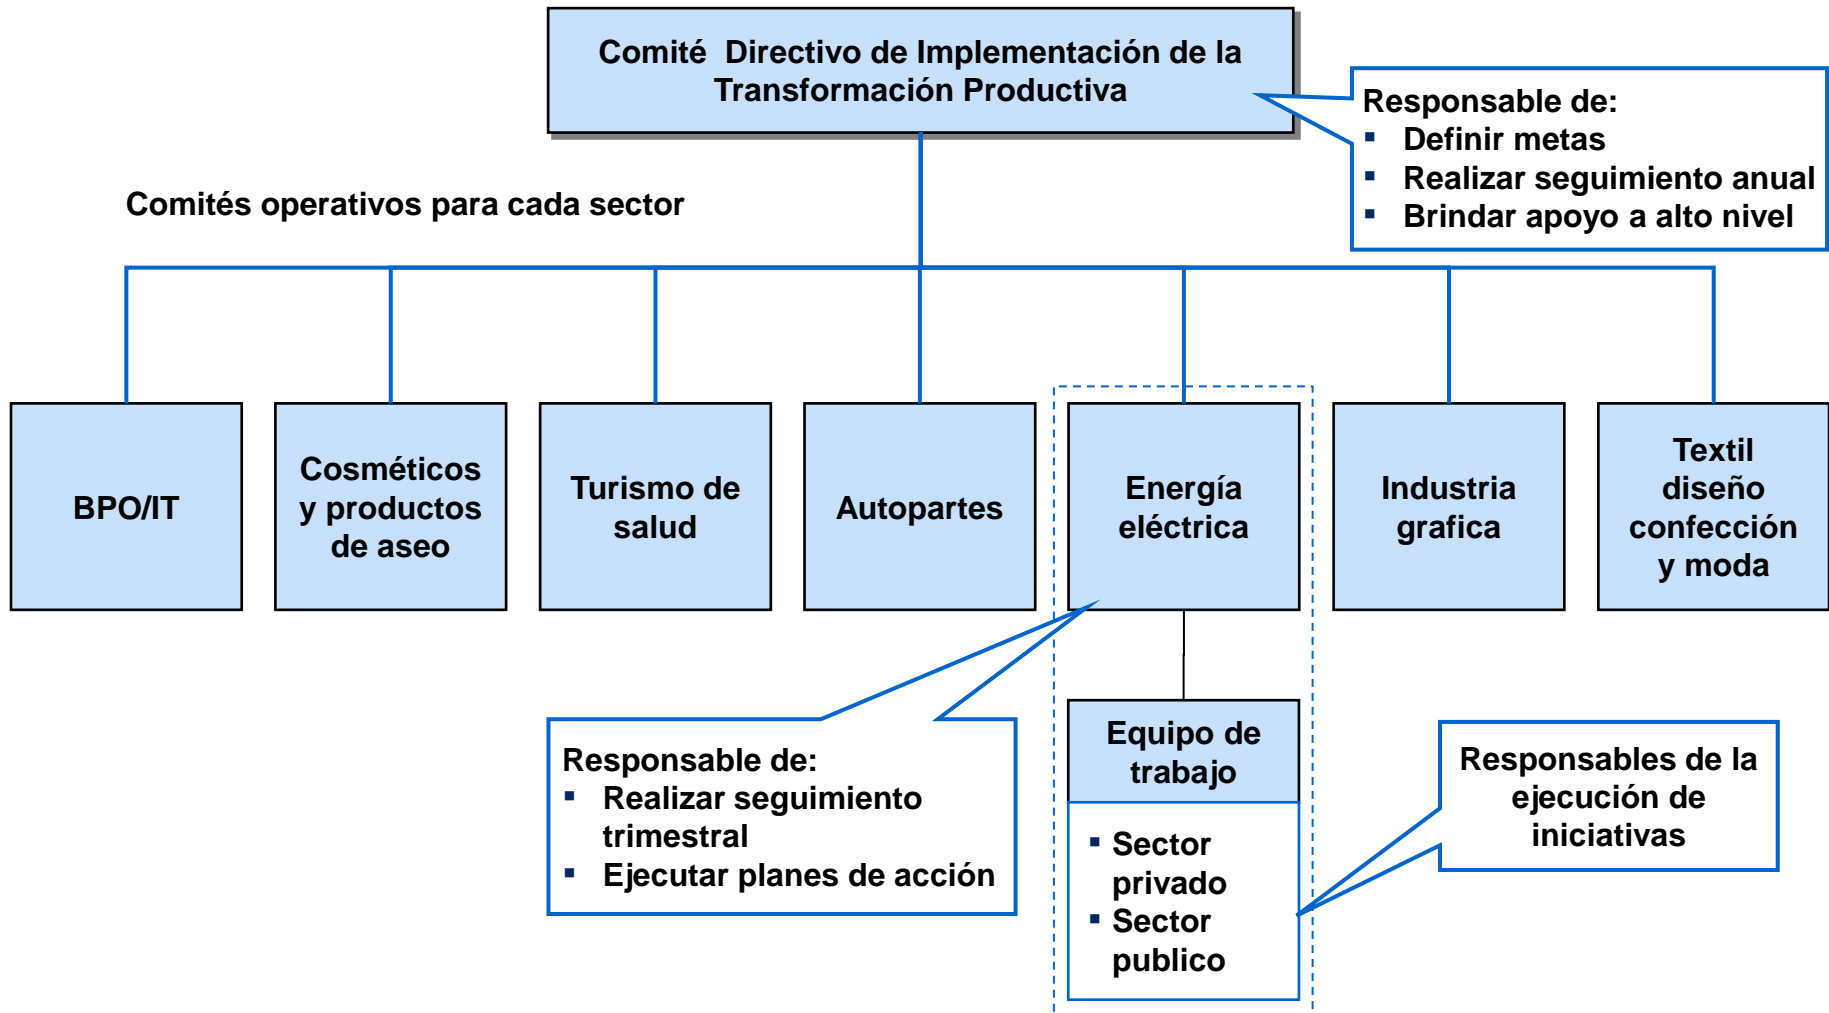 Comité  Directivo de Implementación de la
Transformación Productiva
Responsable de:
▪ Definir metas
▪ Realizar seguimiento anual
▪ Brindar apoyo a alto nivel
Comités operativos para cada sector
BPO/IT
Cosméticos
y productos
de aseo
Turismo de
salud
Autopartes
Energía
eléctrica
Industria
grafica
Textil
diseño
confección
y moda
Responsable de:
▪ Realizar seguimiento
trimestral
▪ Ejecutar planes de acción
Equipo de
trabajo
▪ Sector
privado
▪ Sector
publico
Responsables de la
ejecución de
iniciativas